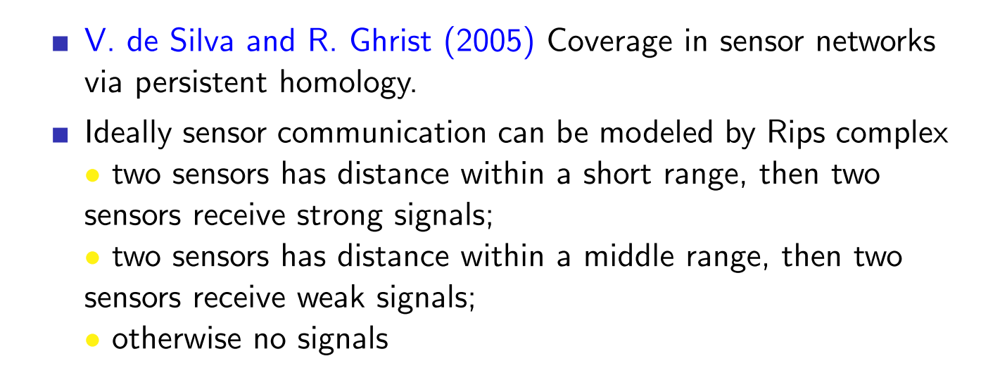 V. de Silva and R. Ghrist (2005) Coverage in sensor networks
via persistent homology.
Ideally sensor communication can be modeled by Rips complex
• two sensors has distance within a short range, then two
sensors receive strong signals;
• two sensors has distance within a middle range, then two
sensors receive weak signals;
• otherwise no signals